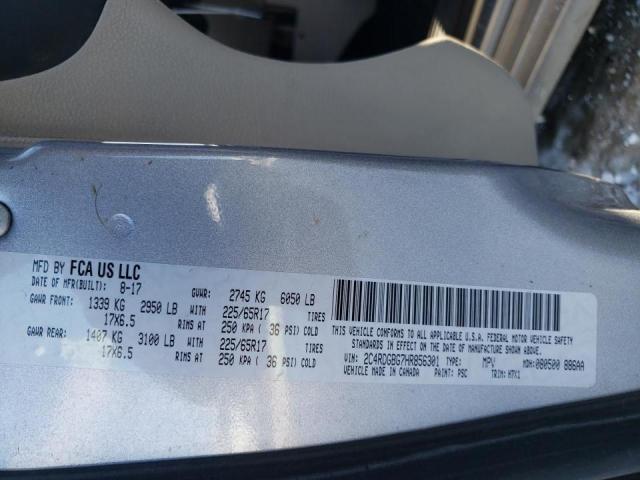 MFD BY FCA US LLC
DATE OF MFR(BUILT): 8-17 GVWR: 2745 KG 6050 LB
GAWR FRONT: 1339 KG 2950 LB WITH 225/65R17 TIRES
17X6.5 RIMS AT 250 KPA ( 36 PSI) COLD
GAWR REAR: 1407 KG 3100 LB WITH 225/65R17 TIRES
17X6.5 RIMS AT 250 KPA ( 36 PSI) COLD
THIS VEHICLE CONFORMS TO ALL APPLICABLE U.S.A. FEDERAL MOTOR VEHICLE SAFETY
STANDARDS IN EFFECT ON THE DATE OF MANUFACTURE SHOWN ABOVE.
VIN: 2C4RDGBG7HR856301 TYPE: MPV MDH: 080500 886AA
VEHICLE MADE IN CANADA PAINT: PSC TRIM: